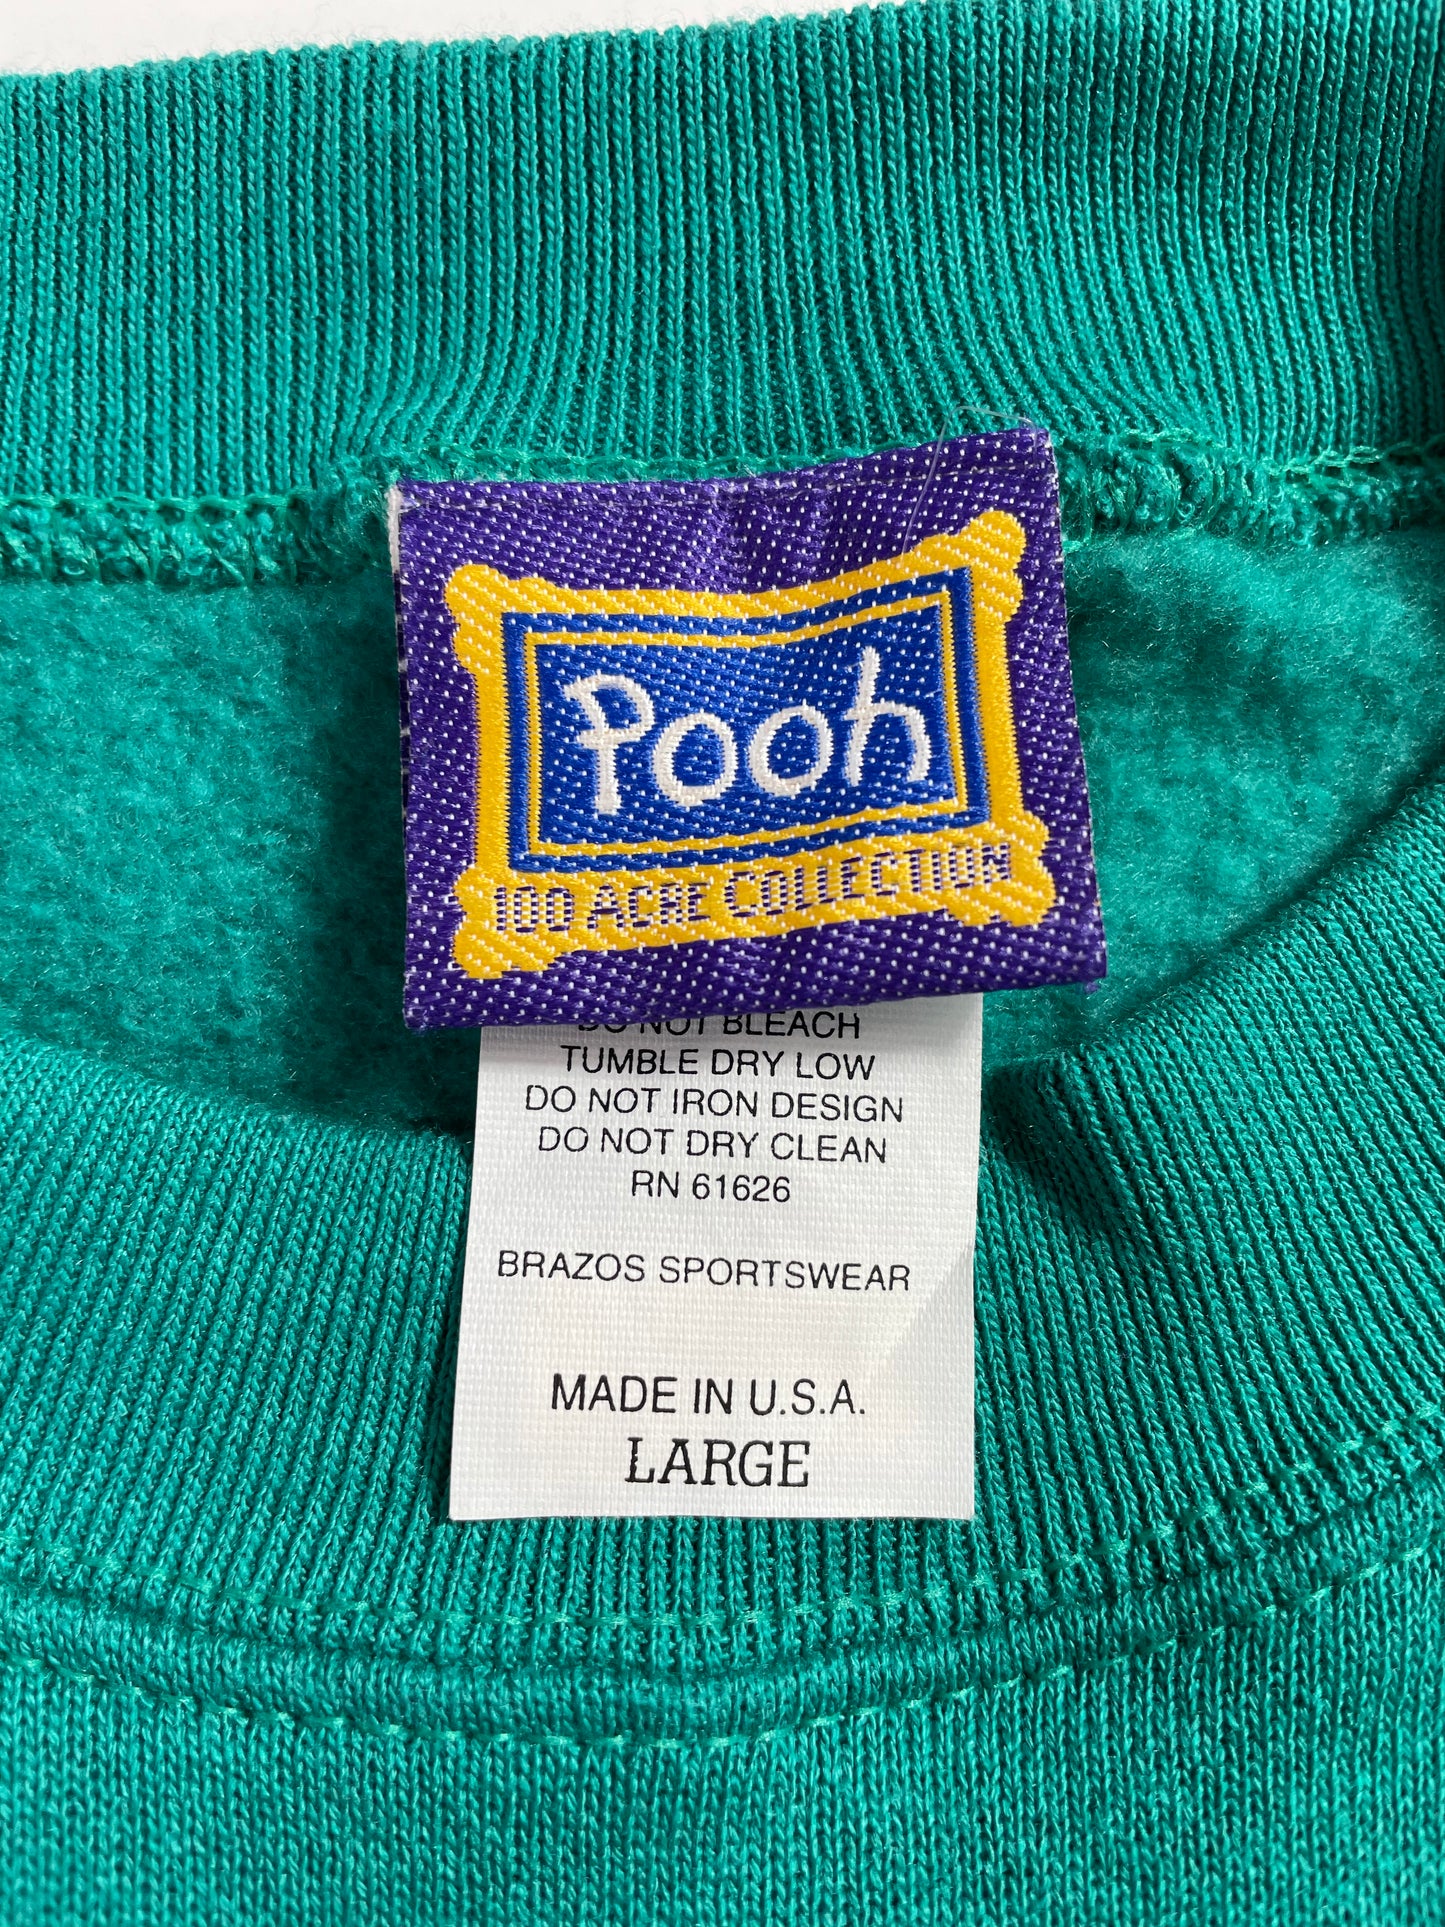 Pooh
100 ACRE COLLECTION
DO NOT BLEACH
TUMBLE DRY LOW
DO NOT IRON DESIGN
DO NOT DRY CLEAN
RN 61626
BRAZOS SPORTSWEAR
MADE IN U.S.A.
LARGE